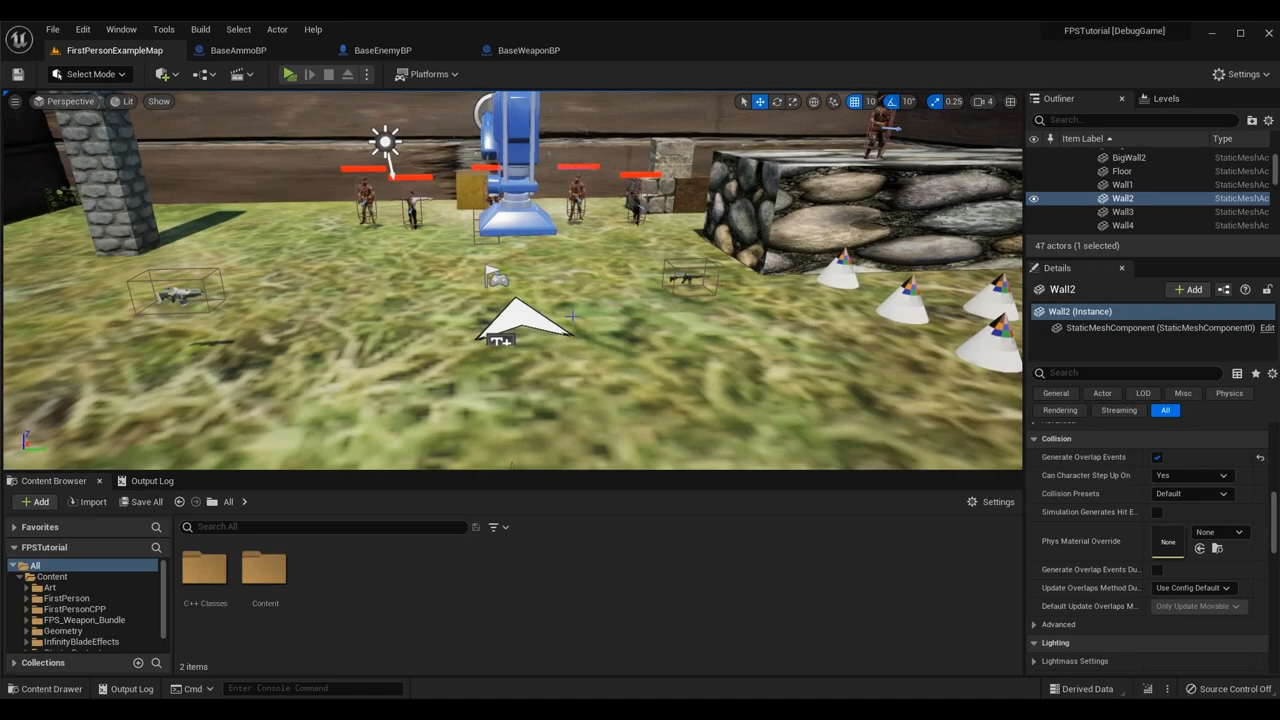 File Edit Window Tools Build Select Actor Help
FPSTutorial [DebugGame]
FirstPersonExampleMap
BaseAmmoBP
BaseEnemyBP
BaseWeaponBP
Select Mode
Platforms
Settings
Perspective
Lit
Show
10
10°
0.25
4
T+
Outliner
Levels
Search...
Item Label
Type
BigWall2 StaticMeshAc
Floor StaticMeshAc
Wall1 StaticMeshAc
Wall2 StaticMeshAc
Wall3 StaticMeshAc
Wall4 StaticMeshAc
47 actors (1 selected)
Details
Wall2
+ Add
Wall2 (Instance)
StaticMeshComponent (StaticMeshComponent0) Edit
Search
General Actor LOD Misc Physics
Rendering Streaming All
Collision
Generate Overlap Events
Can Character Step Up On Yes
Collision Presets Default
Simulation Generates Hit E...
Phys Material Override None None
Generate Overlap Events Du...
Update Overlaps Method Du... Use Config Default
Default Update Overlaps M... Only Update Movable
Advanced
Lighting
Lightmass Settings
Content Browser
Output Log
+ Add
Import
Save All
All
Settings
Favorites
Search All
FPSTutorial
All
Content
Art
FirstPerson
FirstPersonCPP
FPS_Weapon_Bundle
Geometry
InfinityBladeEffects
C++ Classes
Content
Collections
2 items
Content Drawer
Output Log
Cmd
Enter Console Command
Derived Data
Source Control Off